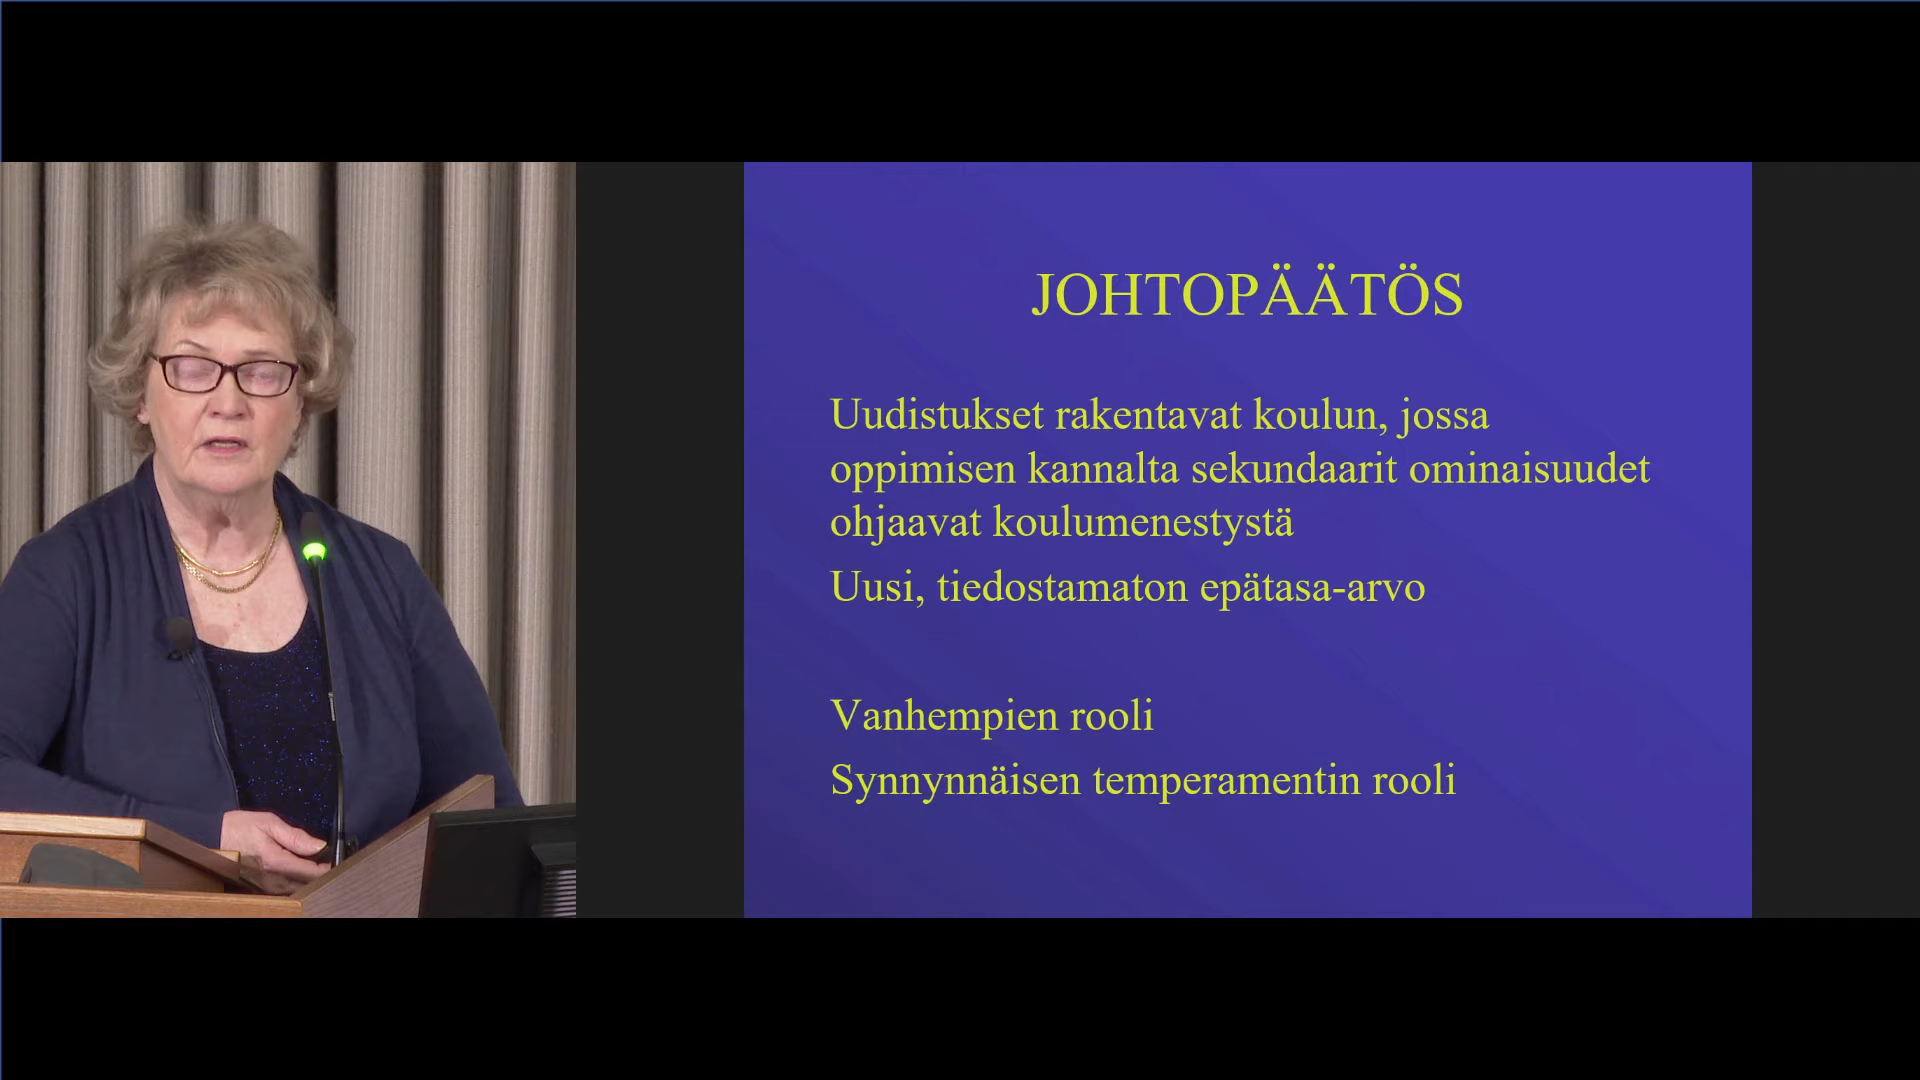 JOHTOPÄÄTÖS
Uudistukset rakentavat koulun, jossa
oppimisen kannalta sekundaarit ominaisuudet
ohjaavat koulumenestystä
Uusi, tiedostamaton epätasa-arvo
Vanhempien rooli
Synnynnäisen temperamentin rooli